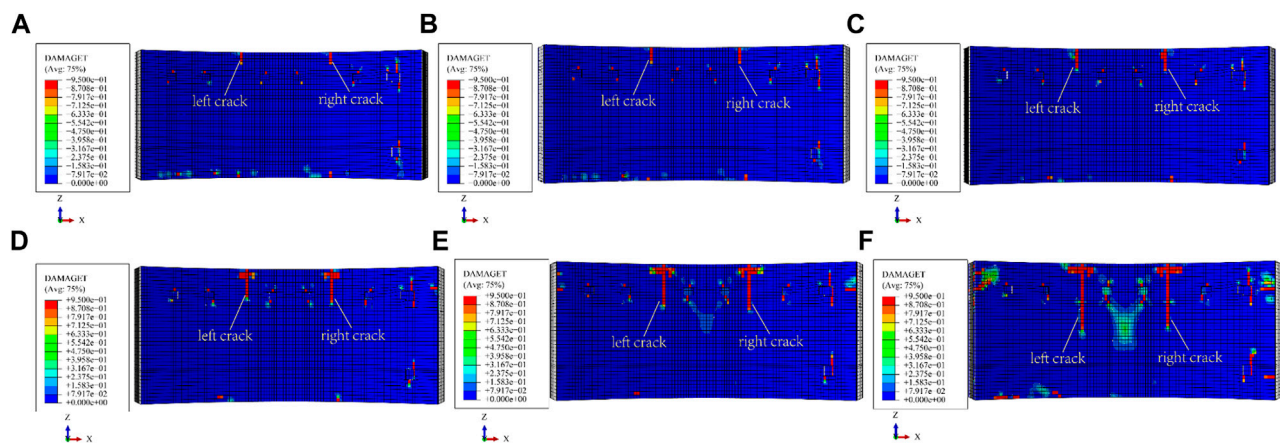 A
DAMAGET
(Avg: 75%)
−9.500e−01
−8.708e−01
−7.917e−01
−7.125e−01
−6.333e−01
−5.542e−01
−4.750e−01
−3.958e−01
−3.167e−01
−2.375e−01
−1.583e−01
−7.917e−02
−0.000e+00
left crack
right crack
Z
X
B
DAMAGET
(Avg: 75%)
−9.500e−01
−8.708e−01
−7.917e−01
−7.125e−01
−6.333e−01
−5.542e−01
−4.750e−01
−3.958e−01
−3.167e−01
−2.375e−01
−1.583e−01
−7.917e−02
−0.000e+00
left crack
right crack
Z
X
C
DAMAGET
(Avg: 75%)
−9.500e−01
−8.708e−01
−7.917e−01
−7.125e−01
−6.333e−01
−5.542e−01
−4.750e−01
−3.958e−01
−3.167e−01
−2.375e−01
−1.583e−01
−7.917e−02
−0.000e+00
left crack
right crack
Z
X
D
DAMAGET
(Avg: 75%)
+9.500e−01
+8.708e−01
+7.917e−01
+7.125e−01
+6.333e−01
+5.542e−01
+4.750e−01
+3.958e−01
+3.167e−01
+2.375e−01
+1.583e−01
+7.917e−02
+0.000e+00
left crack
right crack
Z
X
E
DAMAGET
(Avg: 75%)
+9.500e−01
+8.708e−01
+7.917e−01
+7.125e−01
+6.333e−01
+5.542e−01
+4.750e−01
+3.958e−01
+3.167e−01
+2.375e−01
+1.583e−01
+7.917e−02
+0.000e+00
left crack
right crack
Z
X
F
DAMAGET
(Avg: 75%)
+9.500e−01
+8.708e−01
+7.917e−01
+7.125e−01
+6.333e−01
+5.542e−01
+4.750e−01
+3.958e−01
+3.167e−01
+2.375e−01
+1.583e−01
+7.917e−02
+0.000e+00
left crack
right crack
Z
X